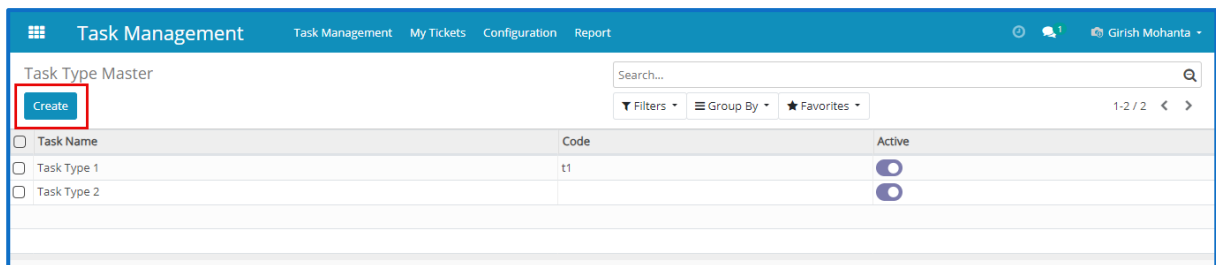 Task Management Task Management My Tickets Configuration Report 1 Girish Mohanta
Task Type Master Search...
Create Filters Group By Favorites 1-2 / 2
Task Name Code Active
Task Type 1 t1
Task Type 2